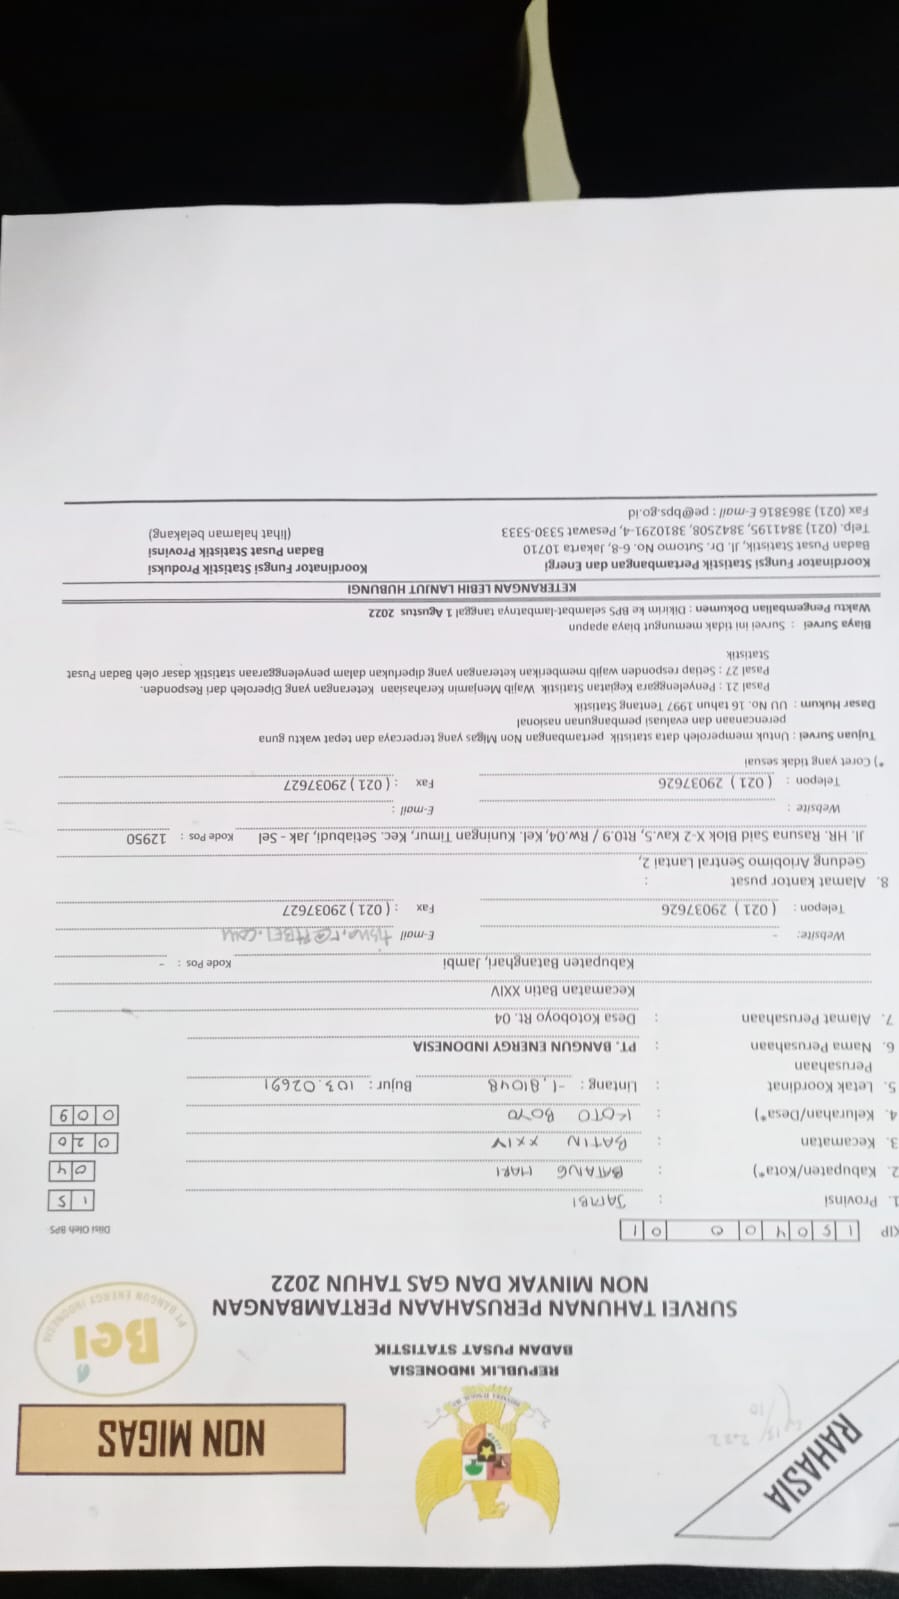 RAHASIA
NON MIGAS
REPUBLIK INDONESIA
BADAN PUSAT STATISTIK
Bei
PT BANGUN ENERGY INDONESIA
SURVEI TAHUNAN PERUSAHAAN PERTAMBANGAN
NON MINYAK DAN GAS TAHUN 2022
KIP 1 5 0 4 0 0 0 1
Diisi Oleh BPS
1. Provinsi : JAMBI 1 5
2. Kabupaten/Kota*) : BATANG HARI 0 4
3. Kecamatan : BATIN XXIV 0 2 0
4. Kelurahan/Desa*) : KOTO BOYO 0 0 9
5. Letak Koordinat : Lintang : -1,81048 Bujur : 103.02691
Perusahaan
6. Nama Perusahaan : PT. BANGUN ENERGY INDONESIA
7. Alamat Perusahaan : Desa Kotoboyo Rt. 04
Kecamatan Batin XXIV
Kabupaten Batanghari, Jambi Kode Pos : -
Website: - E-mail
Telepon : ( 021 ) 29037626 Fax : ( 021 ) 29037627
8. Alamat kantor pusat :
Gedung Ariobimo Sentral Lantai 2,
Jl. HR. Rasuna Said Blok X-2 Kav.5, Rt0.9 / Rw.04, Kel. Kuningan Timur, Kec. Setiabudi, Jak - Sel Kode Pos : 12950
Website : E-mail :
Telepon : ( 021 ) 29037626 Fax : ( 021 ) 29037627
*) Coret yang tidak sesuai
Tujuan Survei : Untuk memperoleh data statistik pertambangan Non Migas yang terpercaya dan tepat waktu guna
perencanaan dan evaluasi pembangunan nasional
Dasar Hukum : UU No. 16 tahun 1997 Tentang Statistik
Pasal 21 : Penyelenggara Kegiatan Statistik Wajib Menjamin Kerahasiaan Keterangan yang Diperoleh dari Responden.
Pasal 27 : Setiap responden wajib memberikan keterangan yang diperlukan dalam penyelenggaraan statistik dasar oleh Badan Pusat
Statistik
Biaya Survei : Survei ini tidak memungut biaya apapun
Waktu Pengembalian Dokumen : Dikirim ke BPS selambat-lambatnya tanggal 1 Agustus 2022
KETERANGAN LEBIH LANJUT HUBUNGI
Koordinator Fungsi Statistik Pertambangan dan Energi
Badan Pusat Statistik, Jl. Dr. Sutomo No. 6-8, Jakarta 10710
Telp. (021) 3841195, 3842508, 3810291-4, Pesawat 5330-5333
Fax (021) 3863816 E-mail : pe@bps.go.id
Koordinator Fungsi Statistik Produksi
Badan Pusat Statistik Provinsi
(lihat halaman belakang)